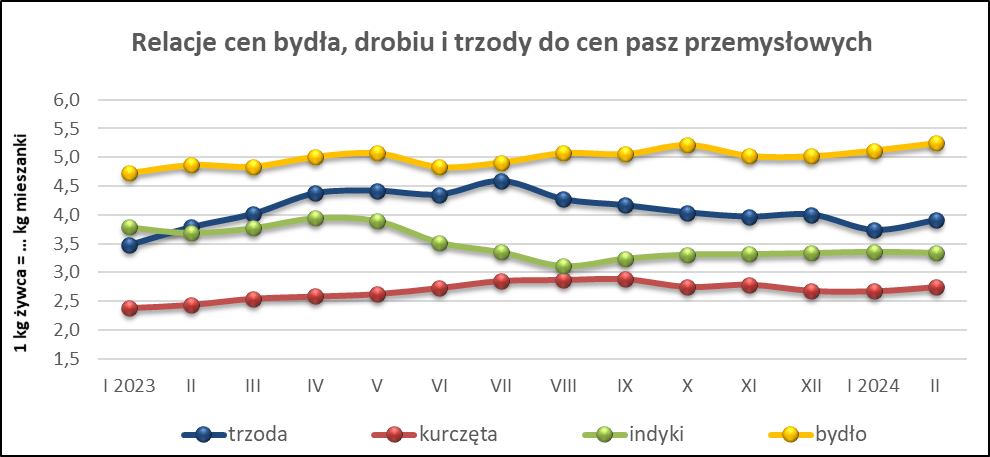 Relacje cen bydła, drobiu i trzody do cen pasz przemysłowych
1 kg żywca = ... kg mieszanki
6,0
5,5
5,0
4,5
4,0
3,5
3,0
2,5
2,0
1,5
I 2023 II III IV V VI VII VIII IX X XI XII I 2024 II
trzoda kurczęta indyki bydło